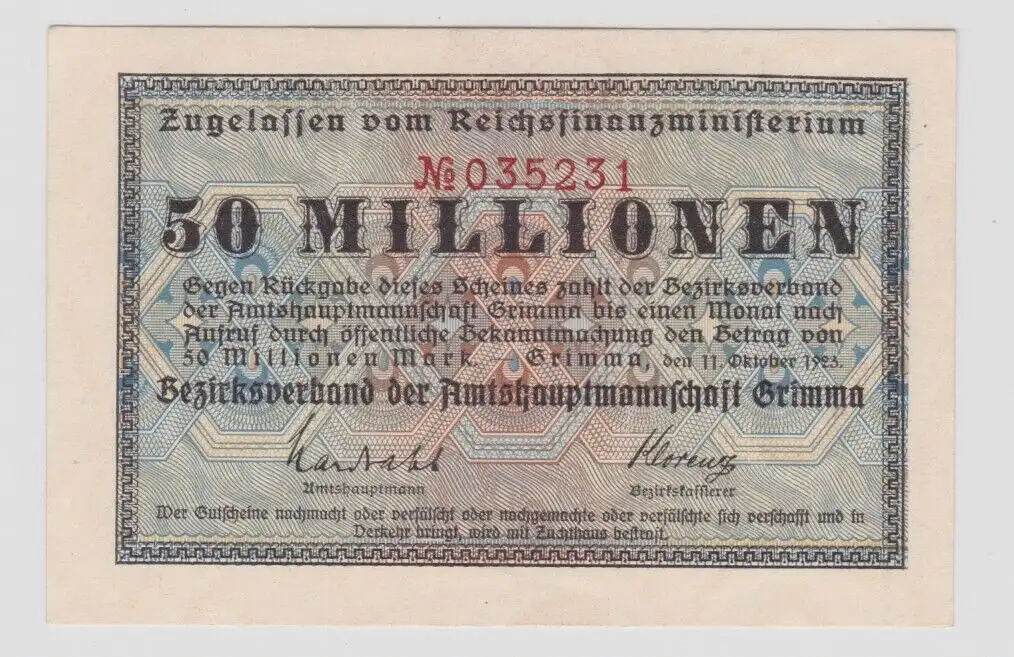 Zugelassen vom Reichsfinanzministerium
№ 035231
50 MILLIONEN
Gegen Rückgabe dieses Scheines zahlt der Bezirksverband
der Amtshauptmannschaft Grimma bis einen Monat nach
Aufruf durch öffentliche Bekanntmachung den Betrag von
50 Millionen Mark. Grimma, den 11. Oktober 1923.
Bezirksverband der Amtshauptmannschaft Grimma
Lorenz
Amtshauptmann Bezirkskassierer
Wer Gutscheine nachmacht oder verfälscht oder nachgemachte oder verfälschte sich verschafft und in
Verkehr bringt, wird mit Zuchthaus bestraft.